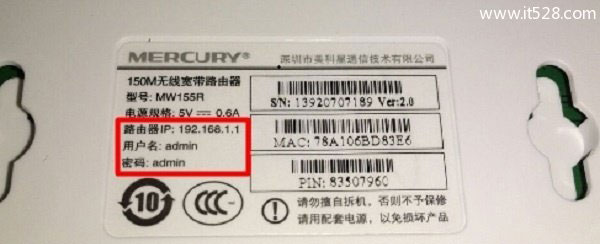 www.it528.com
MERCURY®
深圳市美科星通信技术有限公司
150M无线宽带路由器
型号: MW155R
电源规格: 5V 0.6A
路由器IP: 192.168.1.1
用户名: admin
密码: admin
S/N: 13920707189 Ver:2.0
MAC: 78A106BD83E6
PIN: 83507960
10
CCC
请勿擅自拆机，否则不予保修
请用配套电源，以免损坏产品